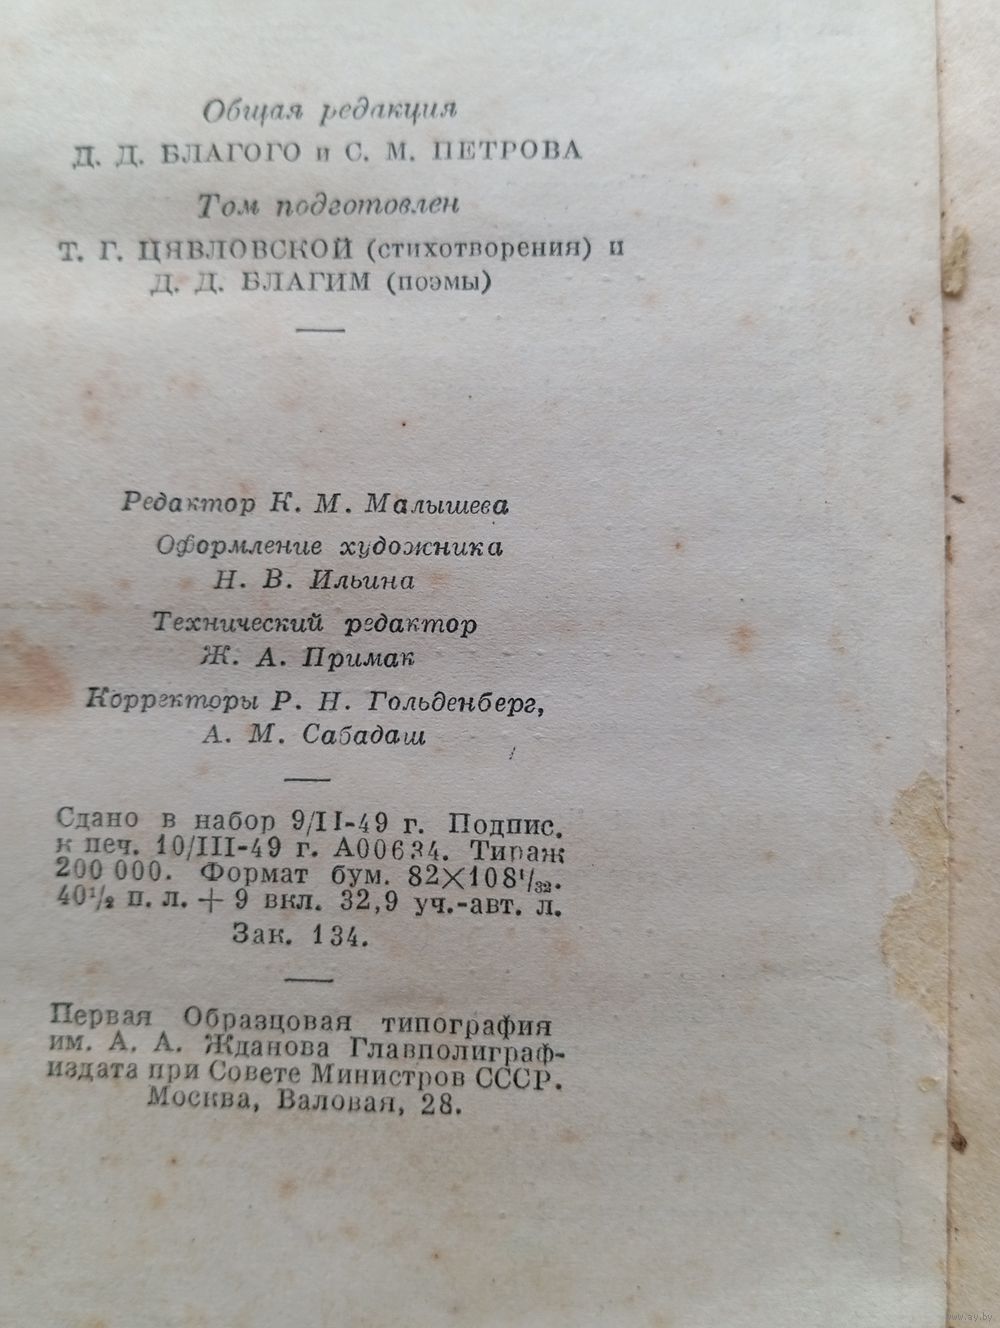 Общая редакция
Д. Д. БЛАГОГО и С. М. ПЕТРОВА
Том подготовлен
Т. Г. ЦЯВЛОВСКОЙ (стихотворения) и
Д. Д. БЛАГИМ (поэмы)
Редактор К. М. Малышева
Оформление художника
Н. В. Ильина
Технический редактор
Ж. А. Примак
Корректоры Р. Н. Гольденберг,
А. М. Сабадаш
Сдано в набор 9/II-49 г. Подпис.
к печ. 10/III-49 г. А00634. Тираж
200 000. Формат бум. 82×108¹/₃₂.
40¹/₂ п. л. + 9 вкл. 32,9 уч.-авт. л.
Зак. 134.
Первая Образцовая типография
им. А. А. Жданова Главполиграф-
издата при Совете Министров СССР.
Москва, Валовая, 28.
www.ay.by